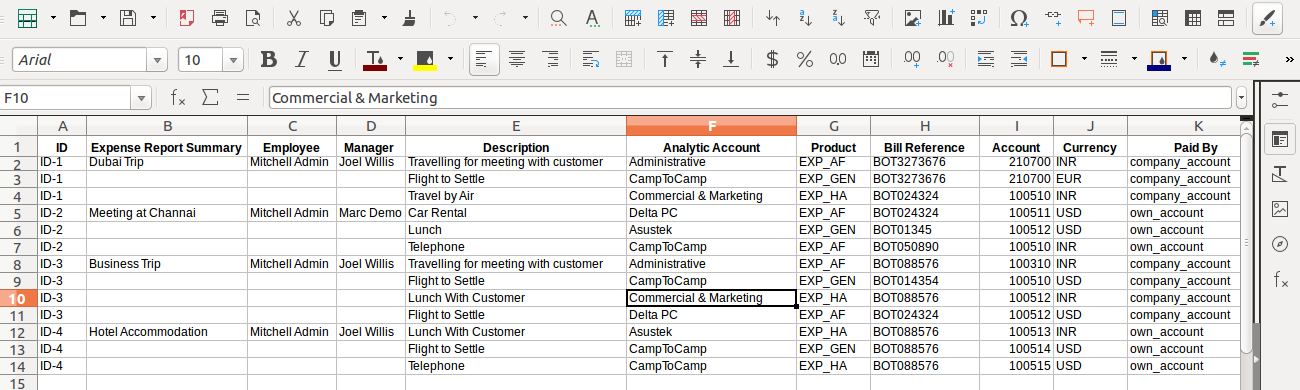 Arial 10 B I U $ % 0.0 .00 .00 »
F10 fx Σ = Commercial & Marketing
A B C D E F G H I J K
1 ID Expense Report Summary Employee Manager Description Analytic Account Product Bill Reference Account Currency Paid By
2 ID-1 Dubai Trip Mitchell Admin Joel Willis Travelling for meeting with customer Administrative EXP_AF BOT3273676 210700 INR company_account
3 ID-1 Flight to Settle CampToCamp EXP_GEN BOT3273676 210700 EUR company_account
4 ID-1 Travel by Air Commercial & Marketing EXP_HA BOT024324 100510 INR company_account
5 ID-2 Meeting at Channai Mitchell Admin Marc Demo Car Rental Delta PC EXP_AF BOT024324 100511 USD own_account
6 ID-2 Lunch Asustek EXP_GEN BOT01345 100512 USD own_account
7 ID-2 Telephone CampToCamp EXP_AF BOT050890 100510 INR own_account
8 ID-3 Business Trip Mitchell Admin Joel Willis Travelling for meeting with customer Administrative EXP_AF BOT088576 100310 INR company_account
9 ID-3 Flight to Settle CampToCamp EXP_GEN BOT014354 100510 USD company_account
10 ID-3 Lunch With Customer Commercial & Marketing EXP_HA BOT088576 100512 INR company_account
11 ID-3 Flight to Settle Delta PC EXP_AF BOT024324 100512 USD company_account
12 ID-4 Hotel Accommodation Mitchell Admin Joel Willis Lunch With Customer Asustek EXP_HA BOT088576 100513 INR own_account
13 ID-4 Flight to Settle CampToCamp EXP_GEN BOT088576 100514 USD own_account
14 ID-4 Telephone CampToCamp EXP_HA BOT088576 100515 USD own_account
15